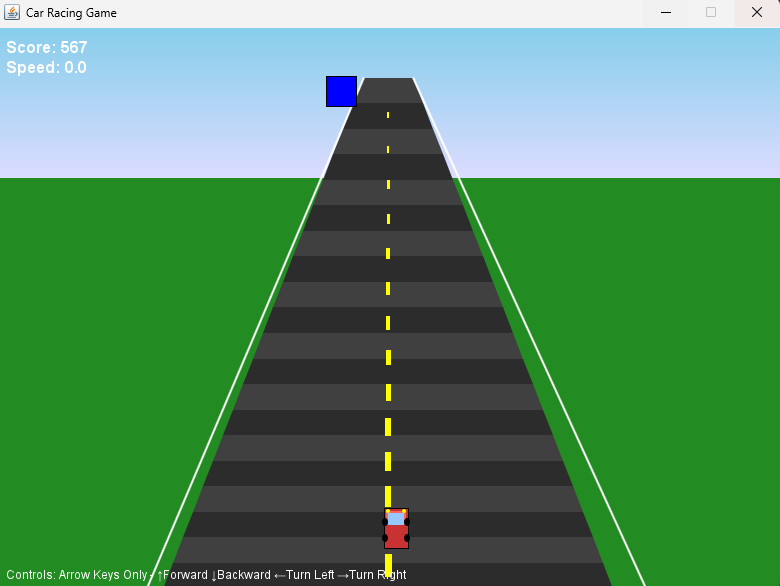 Car Racing Game
Score: 567
Speed: 0.0
Controls: Arrow Keys Only - ↑Forward ↓Backward ←Turn Left →Turn Right